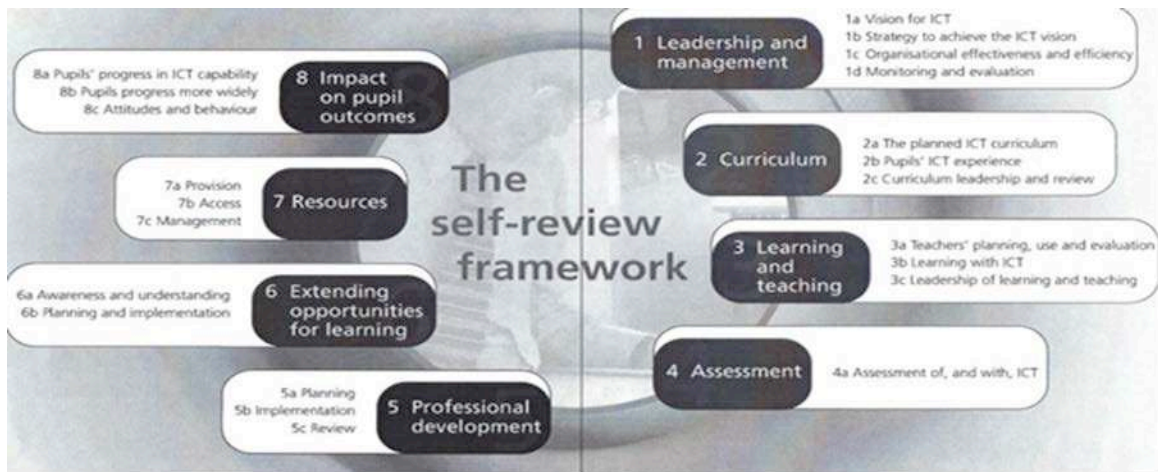 The
self-review
framework
1 Leadership and
management
1a Vision for ICT
1b Strategy to achieve the ICT vision
1c Organisational effectiveness and efficiency
1d Monitoring and evaluation
2 Curriculum
2a The planned ICT curriculum
2b Pupils' ICT experience
2c Curriculum leadership and review
3 Learning
and
teaching
3a Teachers' planning, use and evaluation
3b Learning with ICT
3c Leadership of learning and teaching
4 Assessment
4a Assessment of, and with, ICT
5 Professional
development
5a Planning
5b Implementation
5c Review
6 Extending
opportunities
for learning
6a Awareness and understanding
6b Planning and implementation
7 Resources
7a Provision
7b Access
7c Management
8 Impact
on pupil
outcomes
8a Pupils' progress in ICT capability
8b Pupils progress more widely
8c Attitudes and behaviour